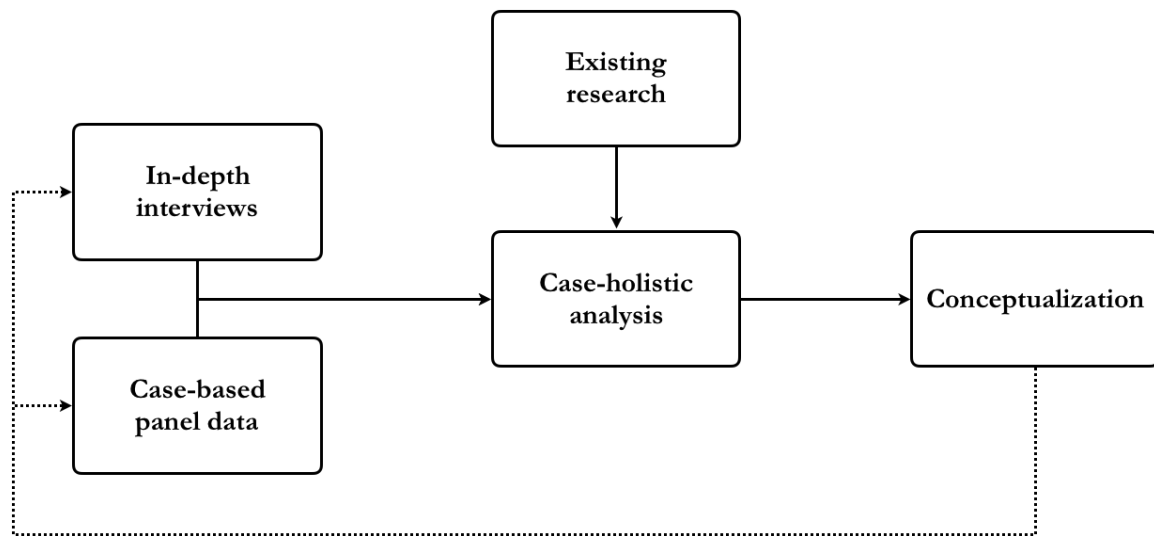 Existing
research
In-depth
interviews
Case-holistic
analysis
Conceptualization
Case-based
panel data